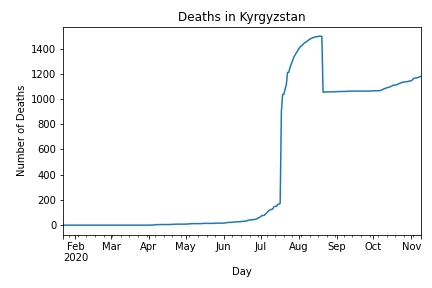 Deaths in Kyrgyzstan
Number of Deaths
1400
1200
1000
800
600
400
200
0
Feb Mar Apr May Jun Jul Aug Sep Oct Nov
2020
Day